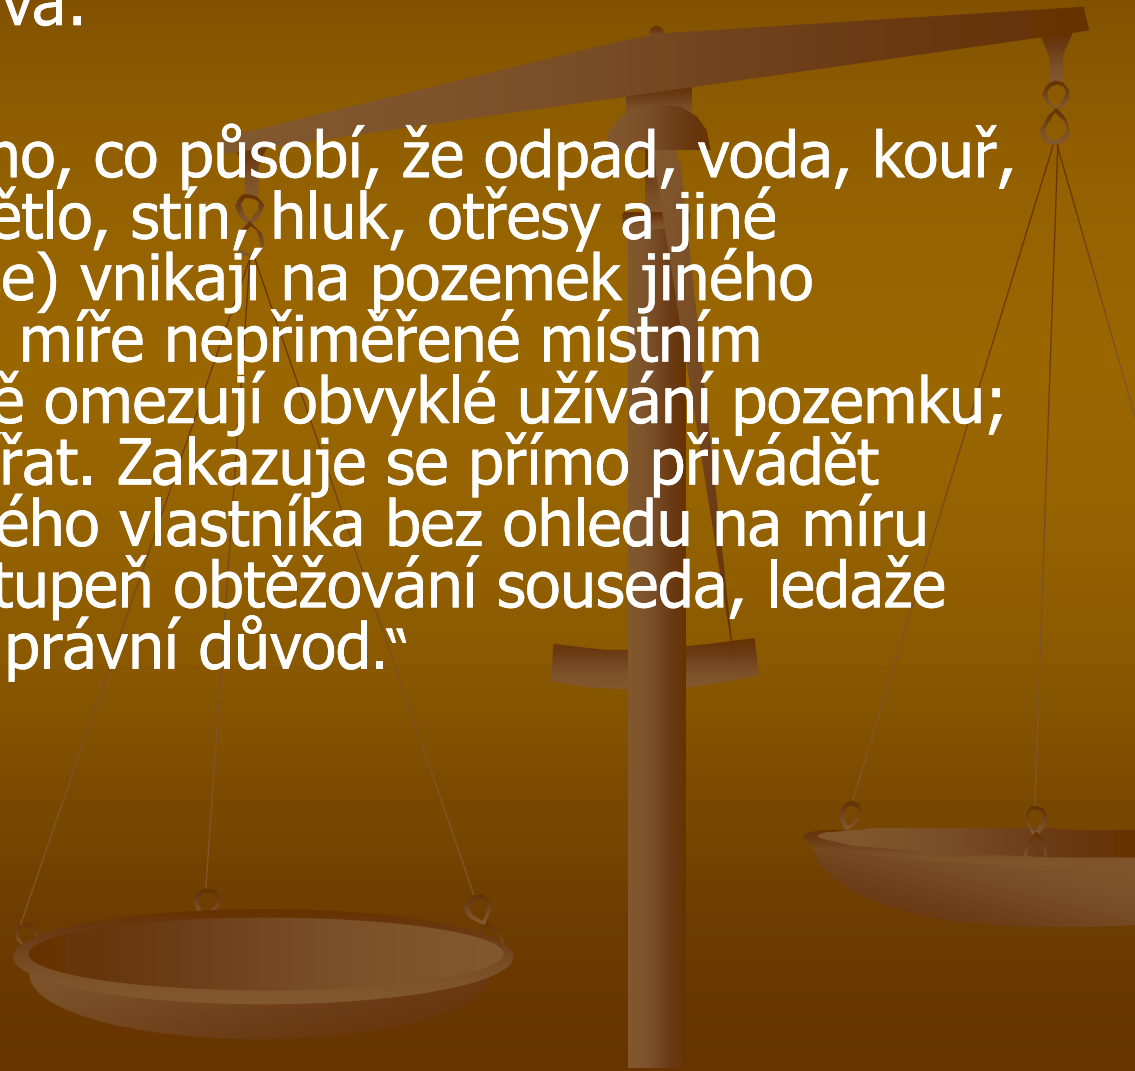 va.
no, co působí, že odpad, voda, kouř,
ětlo, stín, hluk, otřesy a jiné
e) vnikají na pozemek jiného
míře nepřiměřené místním
ě omezují obvyklé užívání pozemku;
řat. Zakazuje se přímo přivádět
ého vlastníka bez ohledu na míru
tupeň obtěžování souseda, ledaže
právní důvod.“